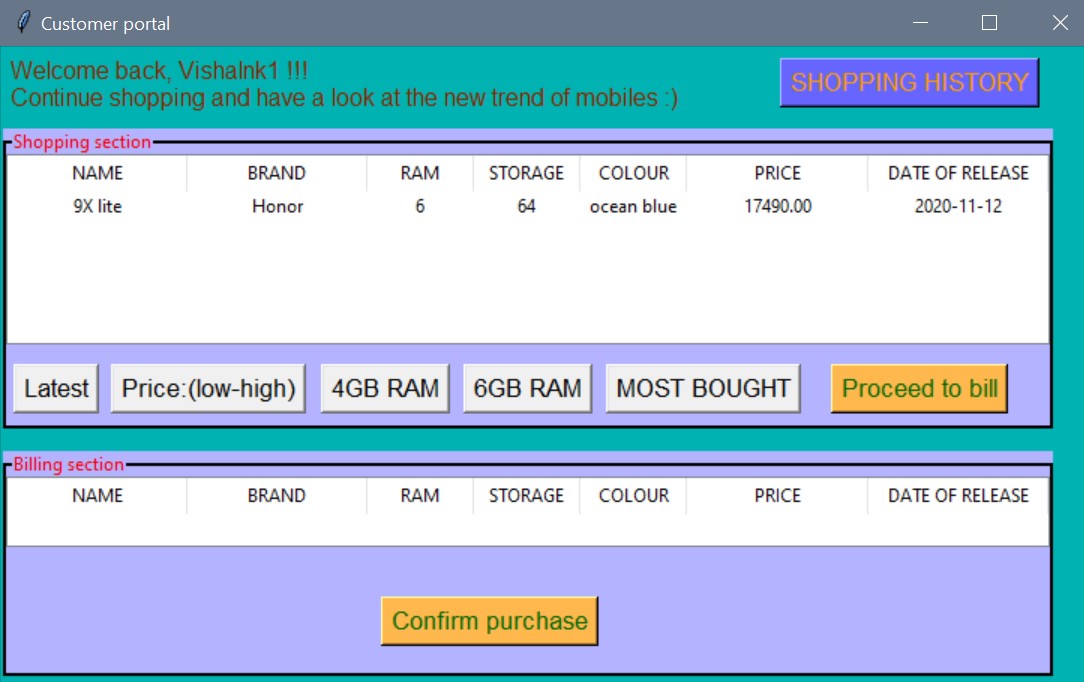 Customer portal
Welcome back, Vishalnk1 !!!
Continue shopping and have a look at the new trend of mobiles :)
SHOPPING HISTORY
Shopping section
NAME BRAND RAM STORAGE COLOUR PRICE DATE OF RELEASE
9X lite Honor 6 64 ocean blue 17490.00 2020-11-12
Latest Price:(low-high) 4GB RAM 6GB RAM MOST BOUGHT Proceed to bill
Billing section
NAME BRAND RAM STORAGE COLOUR PRICE DATE OF RELEASE
Confirm purchase